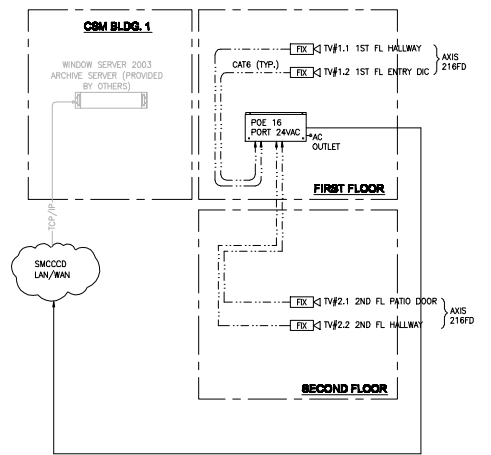 CSM BLDG. 1
WINDOW SERVER 2003
ARCHIVE SERVER (PROVIDED
BY OTHERS)
TCP/IP
SMCCCD
LAN/WAN
FIX TV#1.1 1ST FL HALLWAY
CAT6 (TYP.)
FIX TV#1.2 1ST FL ENTRY DIC
AXIS
216FD
POE 16
PORT 24VAC
AC
OUTLET
FIRST FLOOR
FIX TV#2.1 2ND FL PATIO DOOR
FIX TV#2.2 2ND FL HALLWAY
AXIS
216FD
SECOND FLOOR